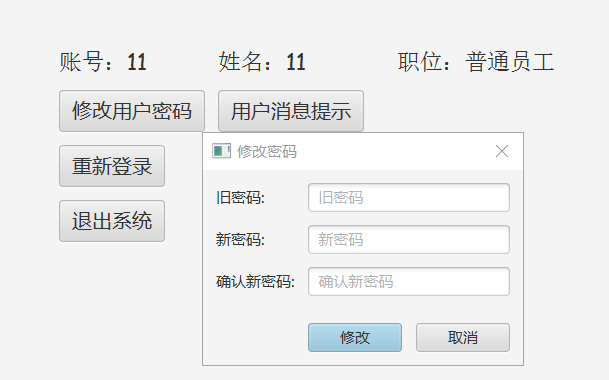 账号：11 姓名：11 职位：普通员工
修改用户密码 用户消息提示
重新登录
退出系统
修改密码
旧密码: 旧密码
新密码: 新密码
确认新密码: 确认新密码
修改 取消